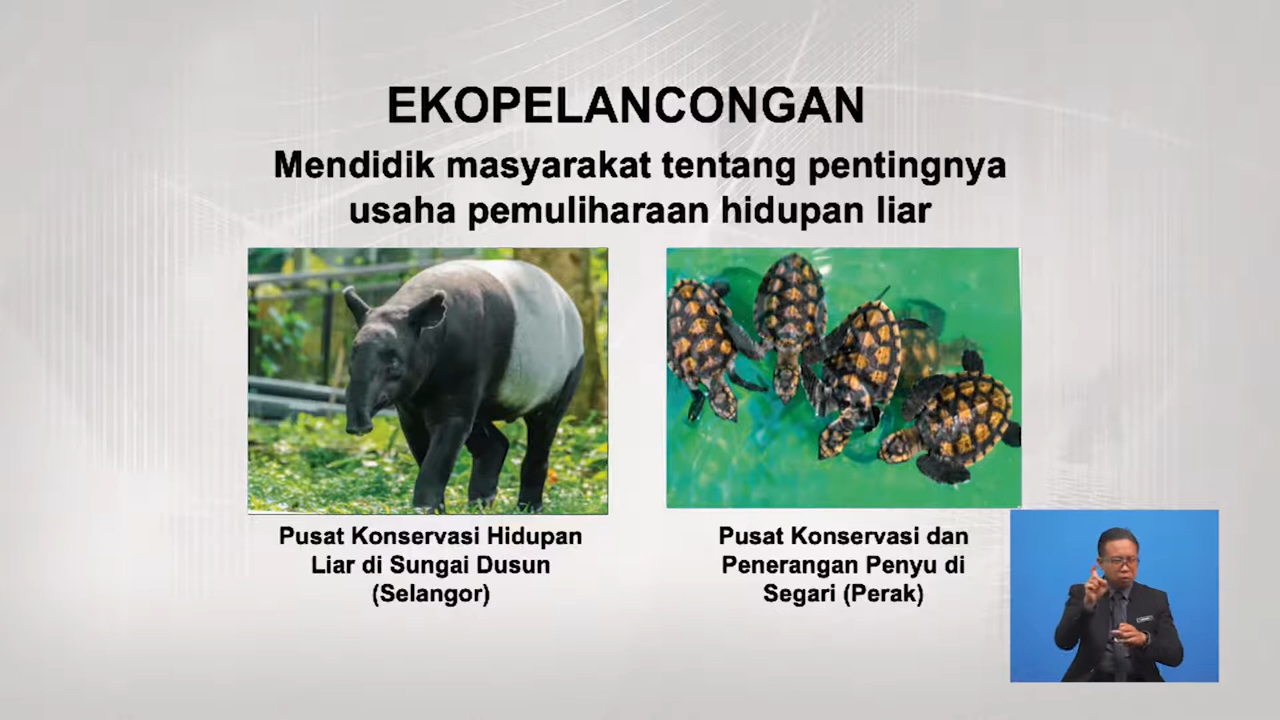 EKOPELANCONGAN
Mendidik masyarakat tentang pentingnya
usaha pemuliharaan hidupan liar
Pusat Konservasi Hidupan
Liar di Sungai Dusun
(Selangor)
Pusat Konservasi dan
Penerangan Penyu di
Segari (Perak)